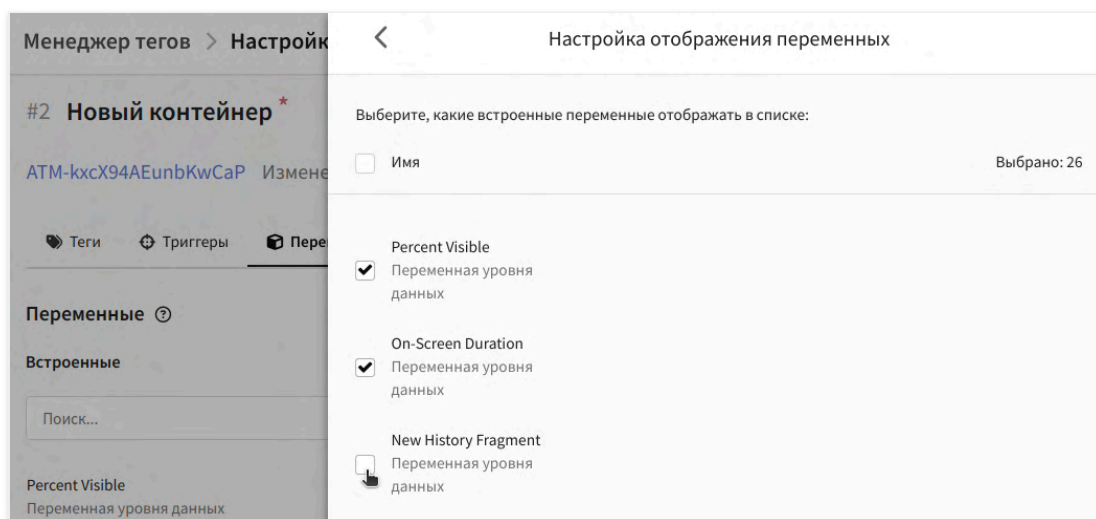 Менеджер тегов > Настройк
#2 Новый контейнер *
ATM-kxcX94AEunbKwCaP Измене
Теги Триггеры Пере
Переменные
Встроенные
Поиск...
Percent Visible
Переменная уровня данных
Настройка отображения переменных
Выберите, какие встроенные переменные отображать в списке:
Имя Выбрано: 26
Percent Visible
Переменная уровня
данных
On-Screen Duration
Переменная уровня
данных
New History Fragment
Переменная уровня
данных